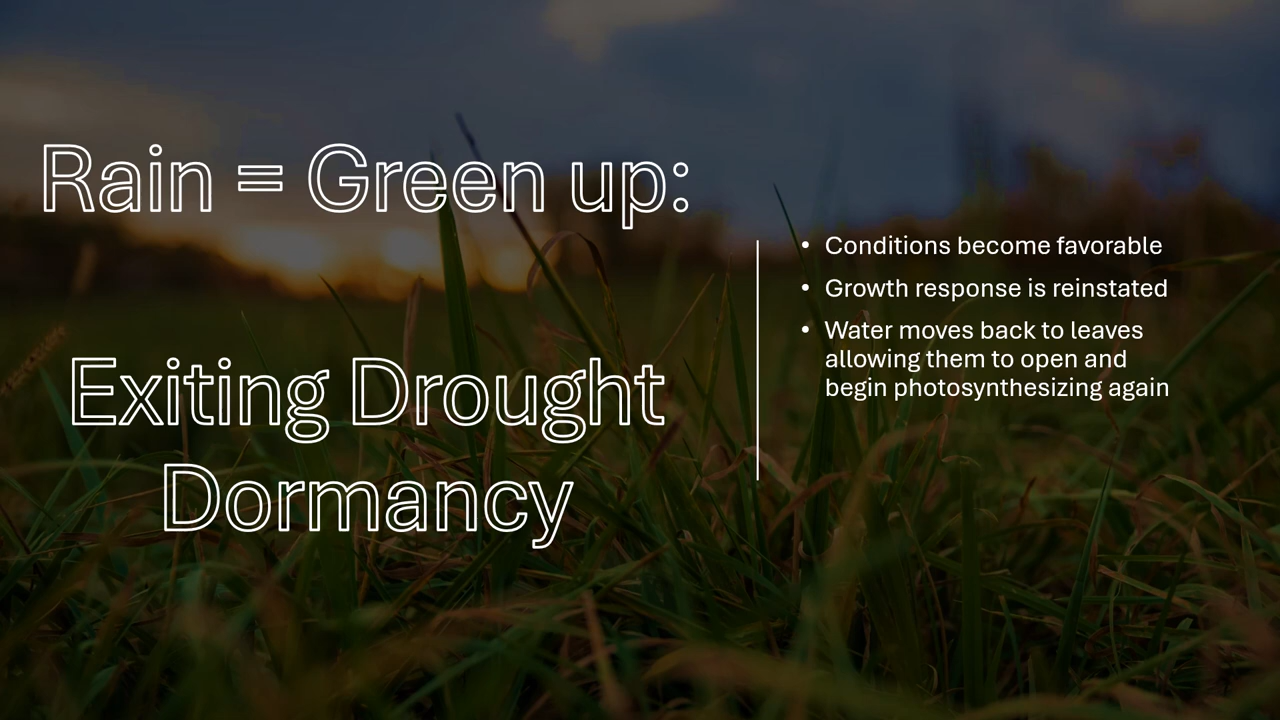 Rain = Green up:
Exiting Drought
Dormancy
• Conditions become favorable
• Growth response is reinstated
• Water moves back to leaves
allowing them to open and
begin photosynthesizing again